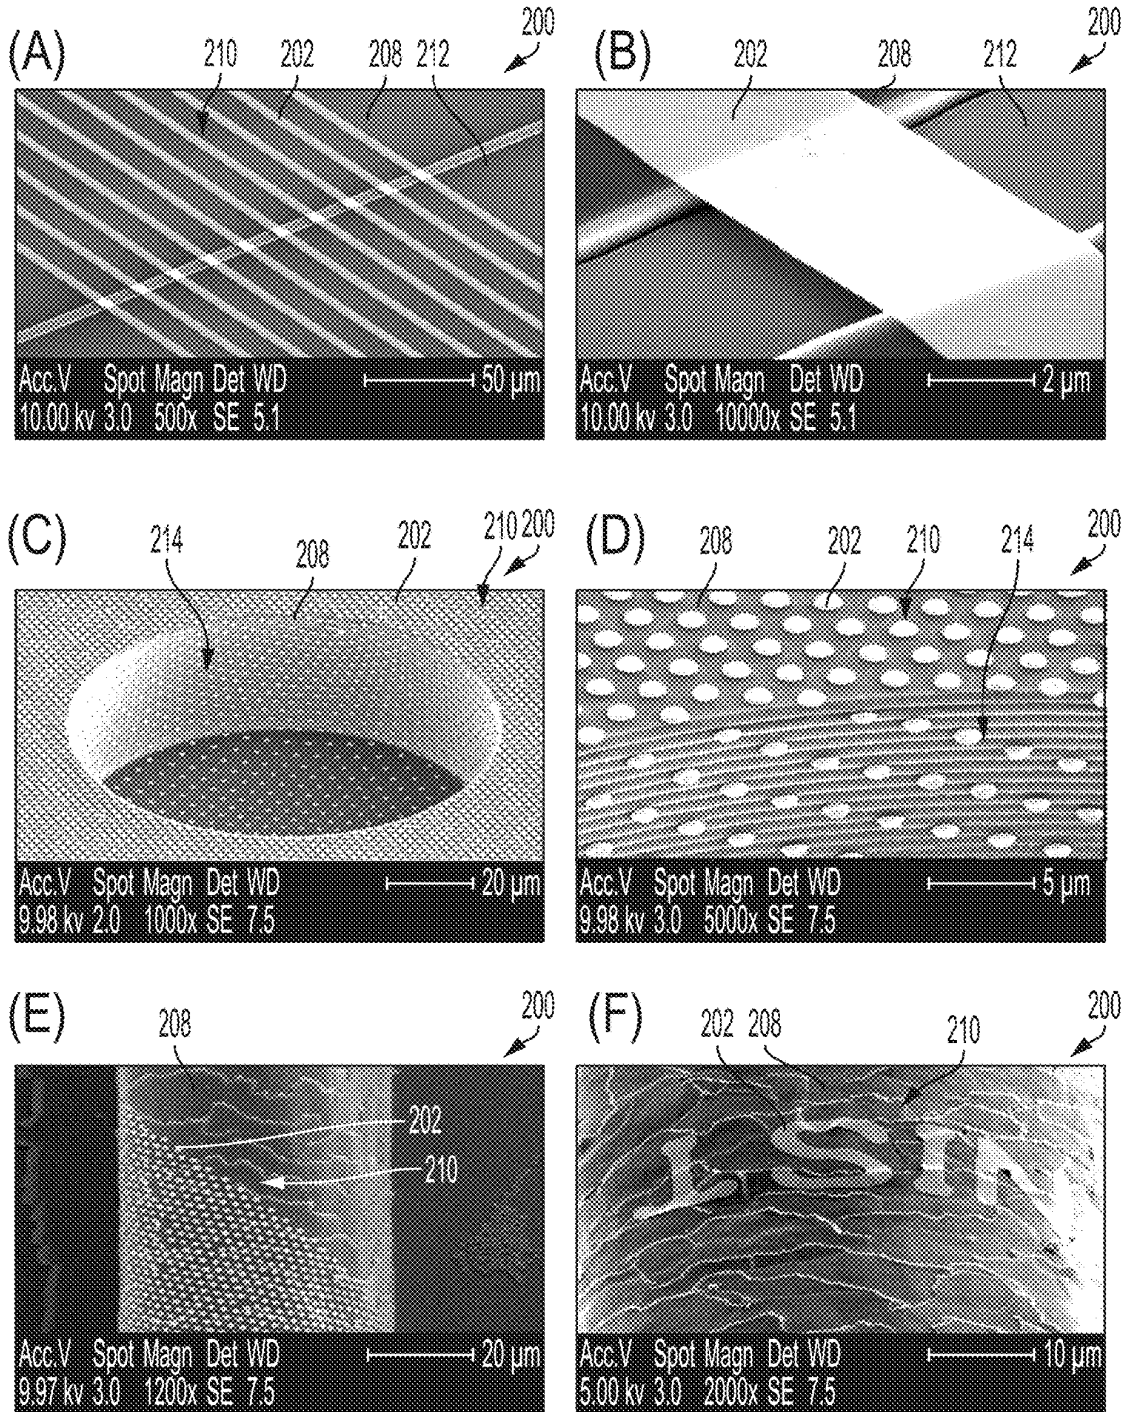 (A)
210 202 208 212 200
Acc.V Spot Magn Det WD 50 µm
10.00 kv 3.0 500x SE 5.1
(B)
202 208 212 200
Acc.V Spot Magn Det WD 2 µm
10.00 kv 3.0 10000x SE 5.1
(C)
214 208 202 210 200
Acc.V Spot Magn Det WD 20 µm
9.98 kv 2.0 1000x SE 7.5
(D)
208 202 210 214 200
Acc.V Spot Magn Det WD 5 µm
9.98 kv 3.0 5000x SE 7.5
(E)
208 200
202
210
Acc.V Spot Magn Det WD 20 µm
9.97 kv 3.0 1200x SE 7.5
(F)
202 208 210 200
Acc.V Spot Magn Det WD 10 µm
5.00 kv 3.0 2000x SE 7.5